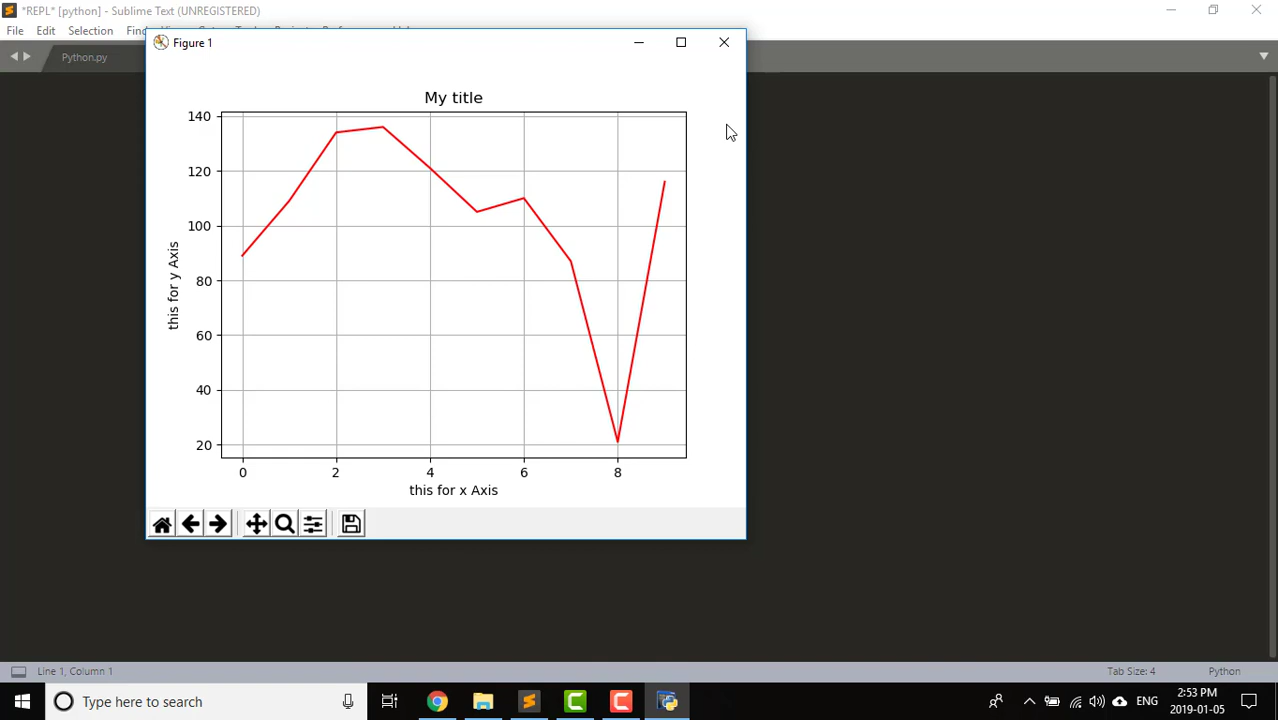 *REPL* [python] - Sublime Text (UNREGISTERED)
File Edit Selection Find
Python.py
Figure 1
My title
140
120
100
80
60
40
20
this for y Axis
0 2 4 6 8
this for x Axis
Line 1, Column 1
Tab Size: 4
Python
Type here to search
ENG
2:53 PM
2019-01-05